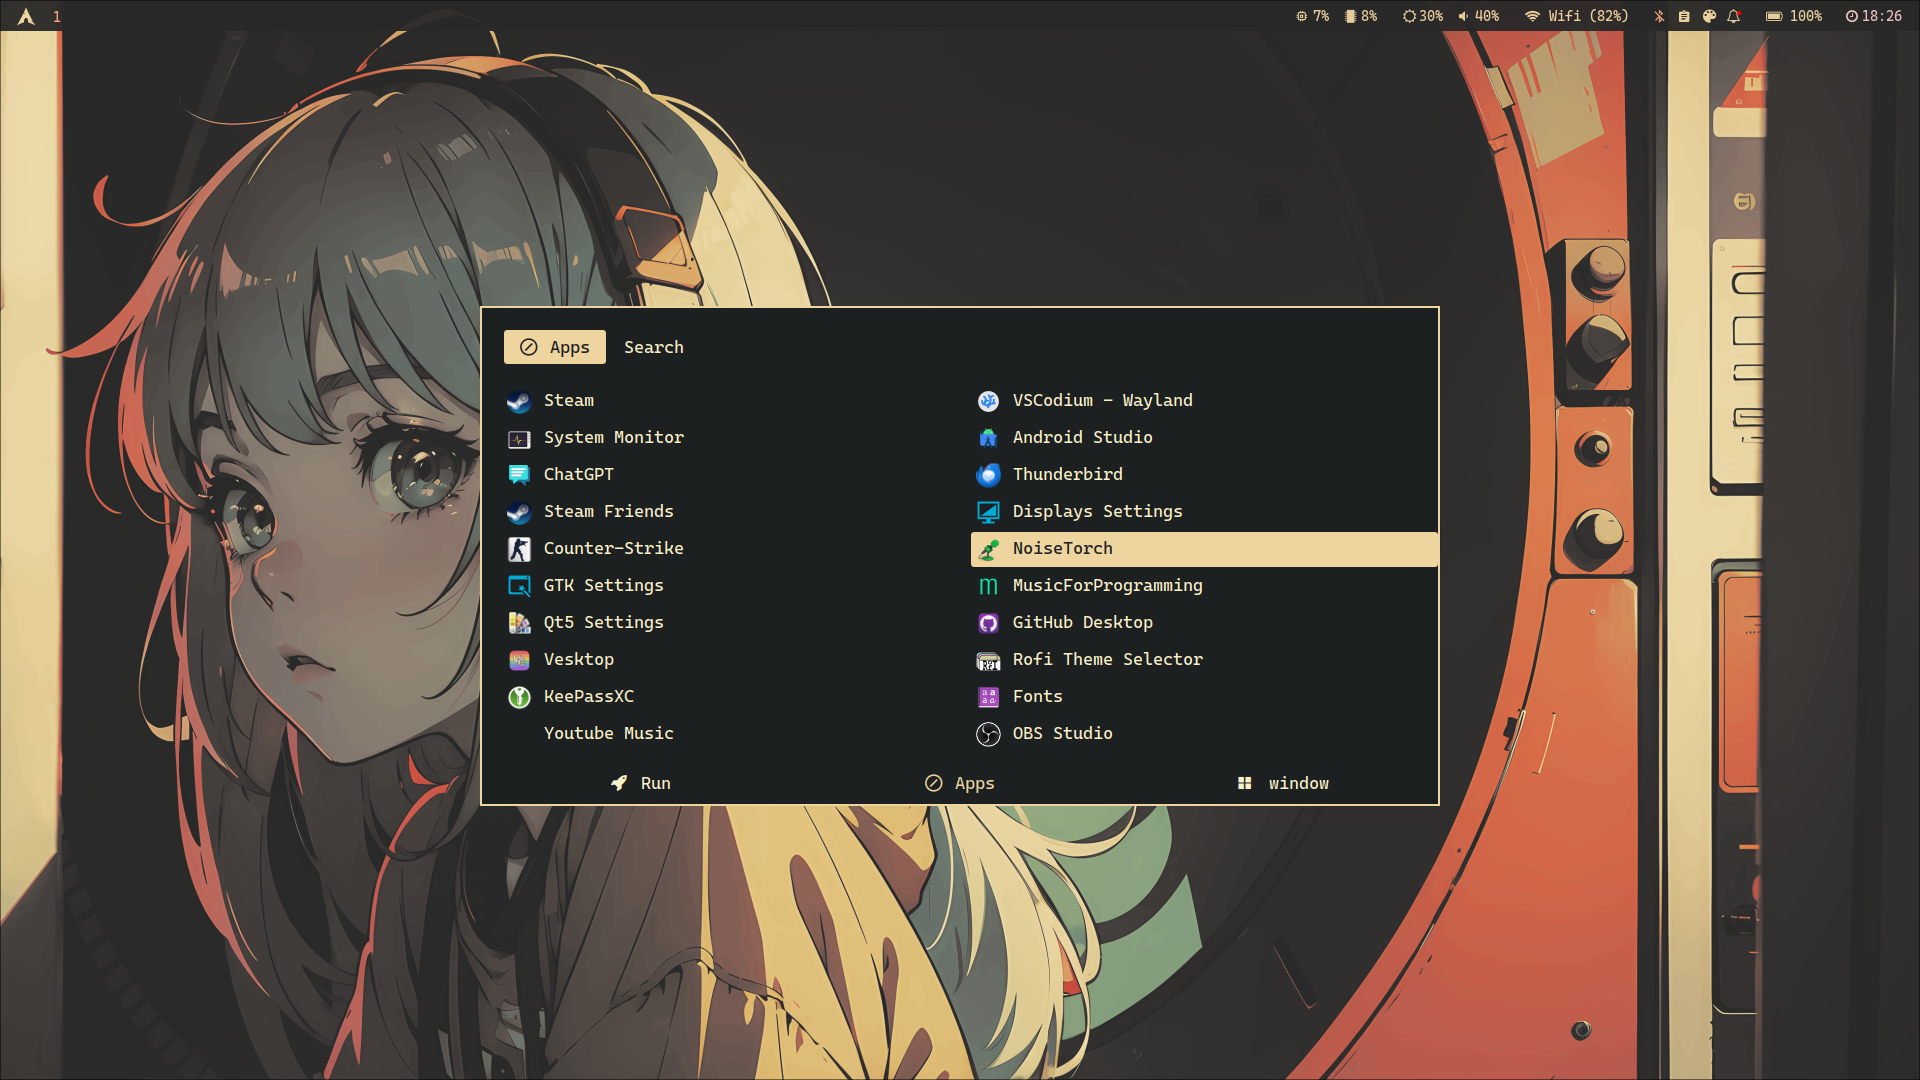 1 7% 8% 30% 40% Wifi (82%) 100% 18:26
Apps Search
Steam
System Monitor
ChatGPT
Steam Friends
Counter-Strike
GTK Settings
Qt5 Settings
Vesktop
KeePassXC
Youtube Music
VSCodium - Wayland
Android Studio
Thunderbird
Displays Settings
NoiseTorch
MusicForProgramming
GitHub Desktop
Rofi Theme Selector
Fonts
OBS Studio
Run Apps window